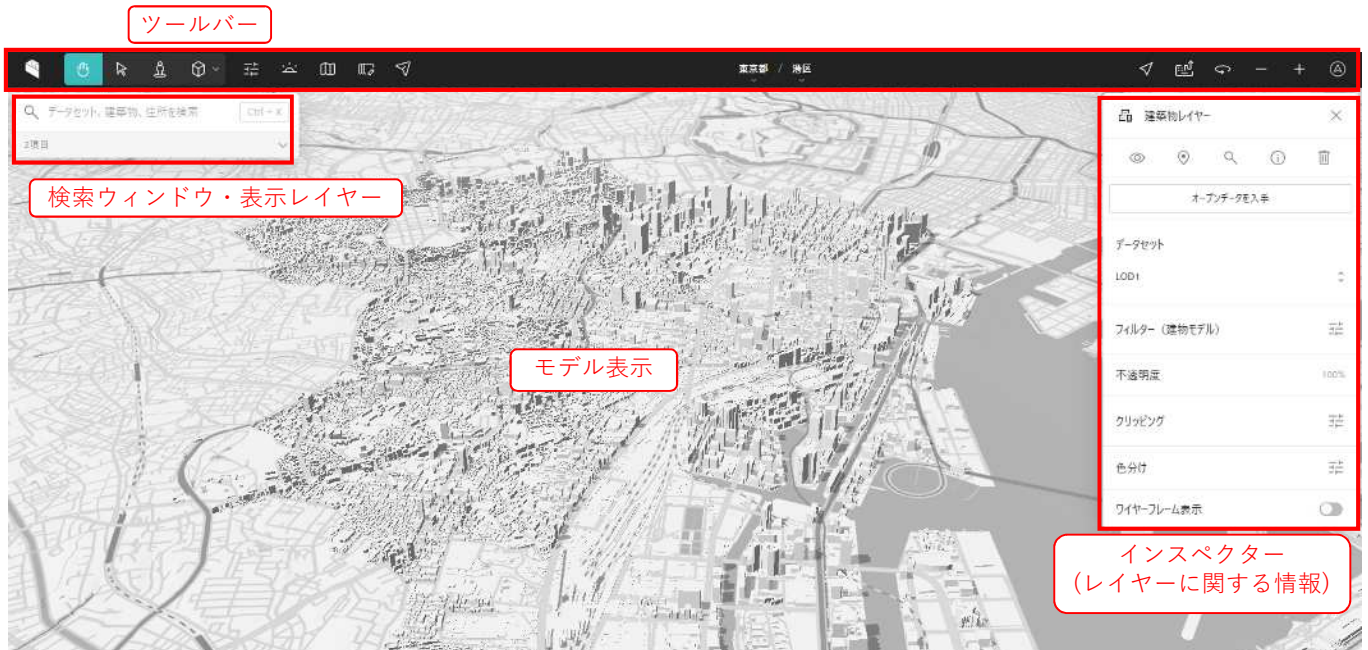 ツールバー
東京都 / 港区
データセット, 建築物, 住所を検索 Ctrl + K
2項目
検索ウィンドウ・表示レイヤー
モデル表示
建築物レイヤー
オープンデータを入手
データセット
LOD1
フィルター（建物モデル）
不透明度 100%
クリッピング
色分け
ワイヤーフレーム表示
インスペクター
(レイヤーに関する情報)